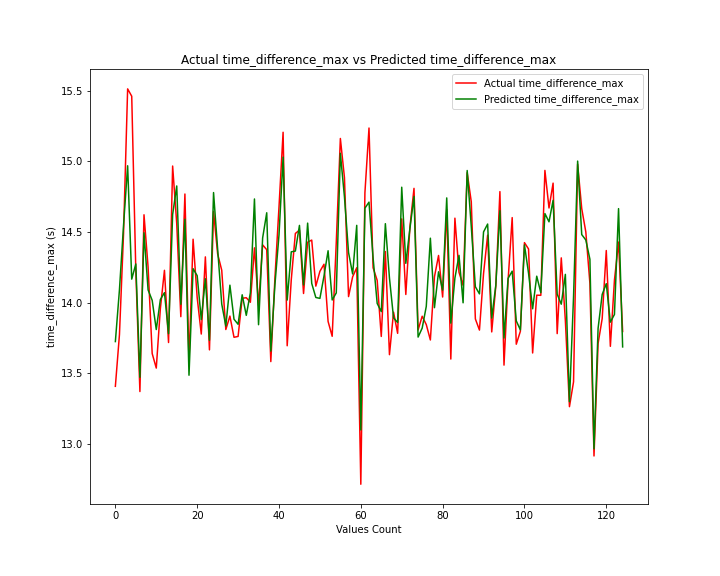 Actual time_difference_max vs Predicted time_difference_max
Actual time_difference_max
Predicted time_difference_max
time_difference_max (s)
15.5
15.0
14.5
14.0
13.5
13.0
0 20 40 60 80 100 120
Values Count